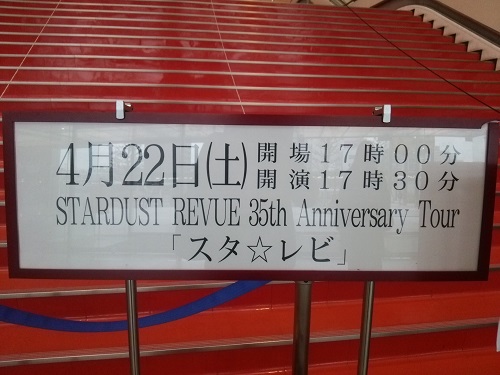 4月22日(土) 開場17時00分
開演17時30分
STARDUST REVUE 35th Anniversary Tour
「スタ☆レビ」